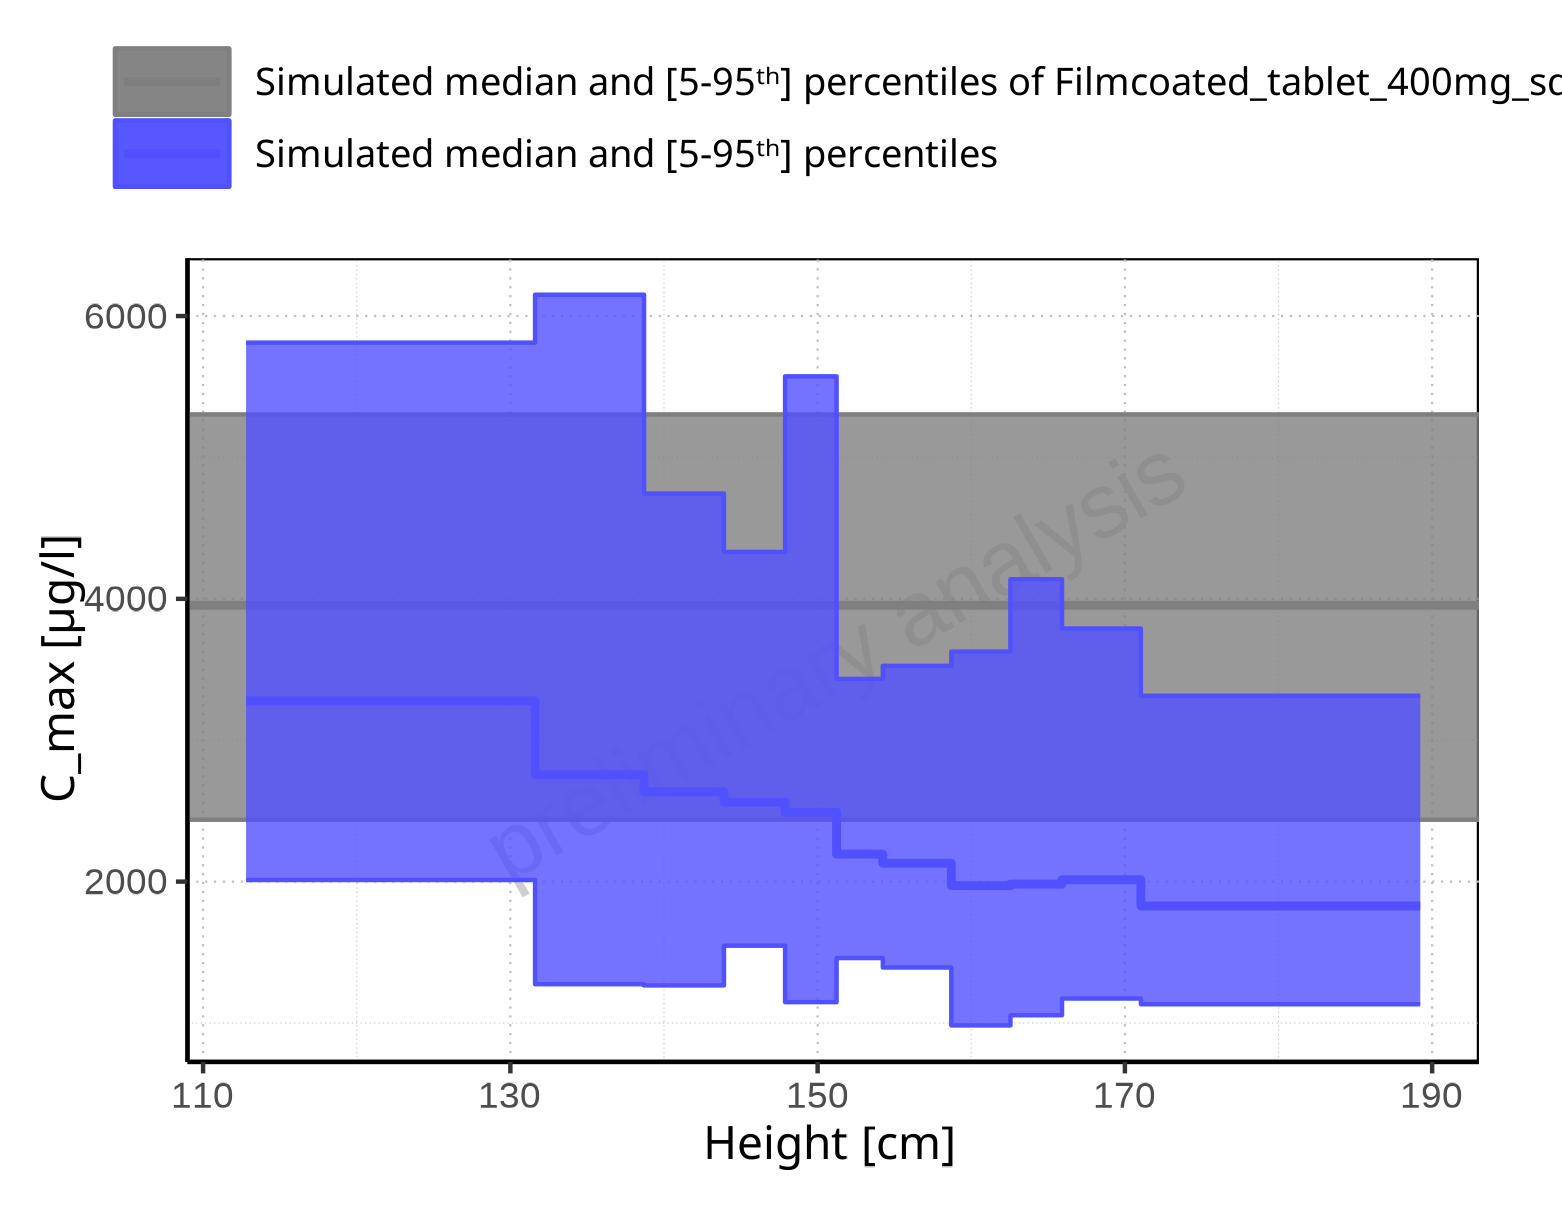 Simulated median and [5-95ᵗʰ] percentiles of Filmcoated_tablet_400mg_sd
Simulated median and [5-95ᵗʰ] percentiles
6000
4000
2000
C_max [µg/l]
preliminary analysis
110 130 150 170 190
Height [cm]